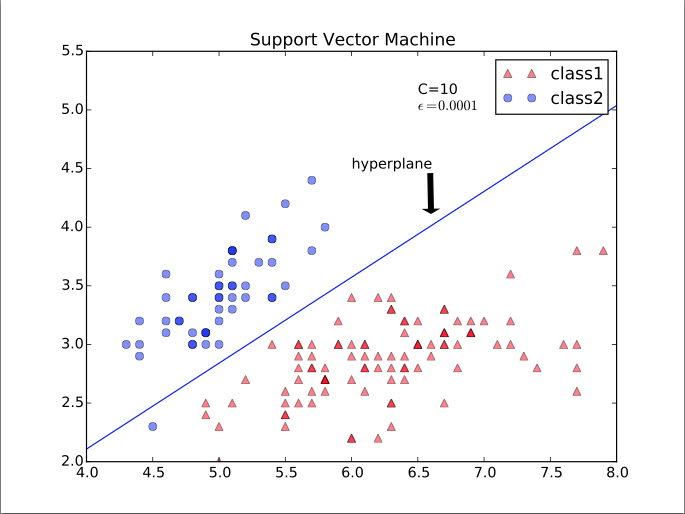 Support Vector Machine
5.5
5.0
4.5
4.0
3.5
3.0
2.5
2.0
class1
class2
C=10
ϵ=0.0001
hyperplane
4.0 4.5 5.0 5.5 6.0 6.5 7.0 7.5 8.0